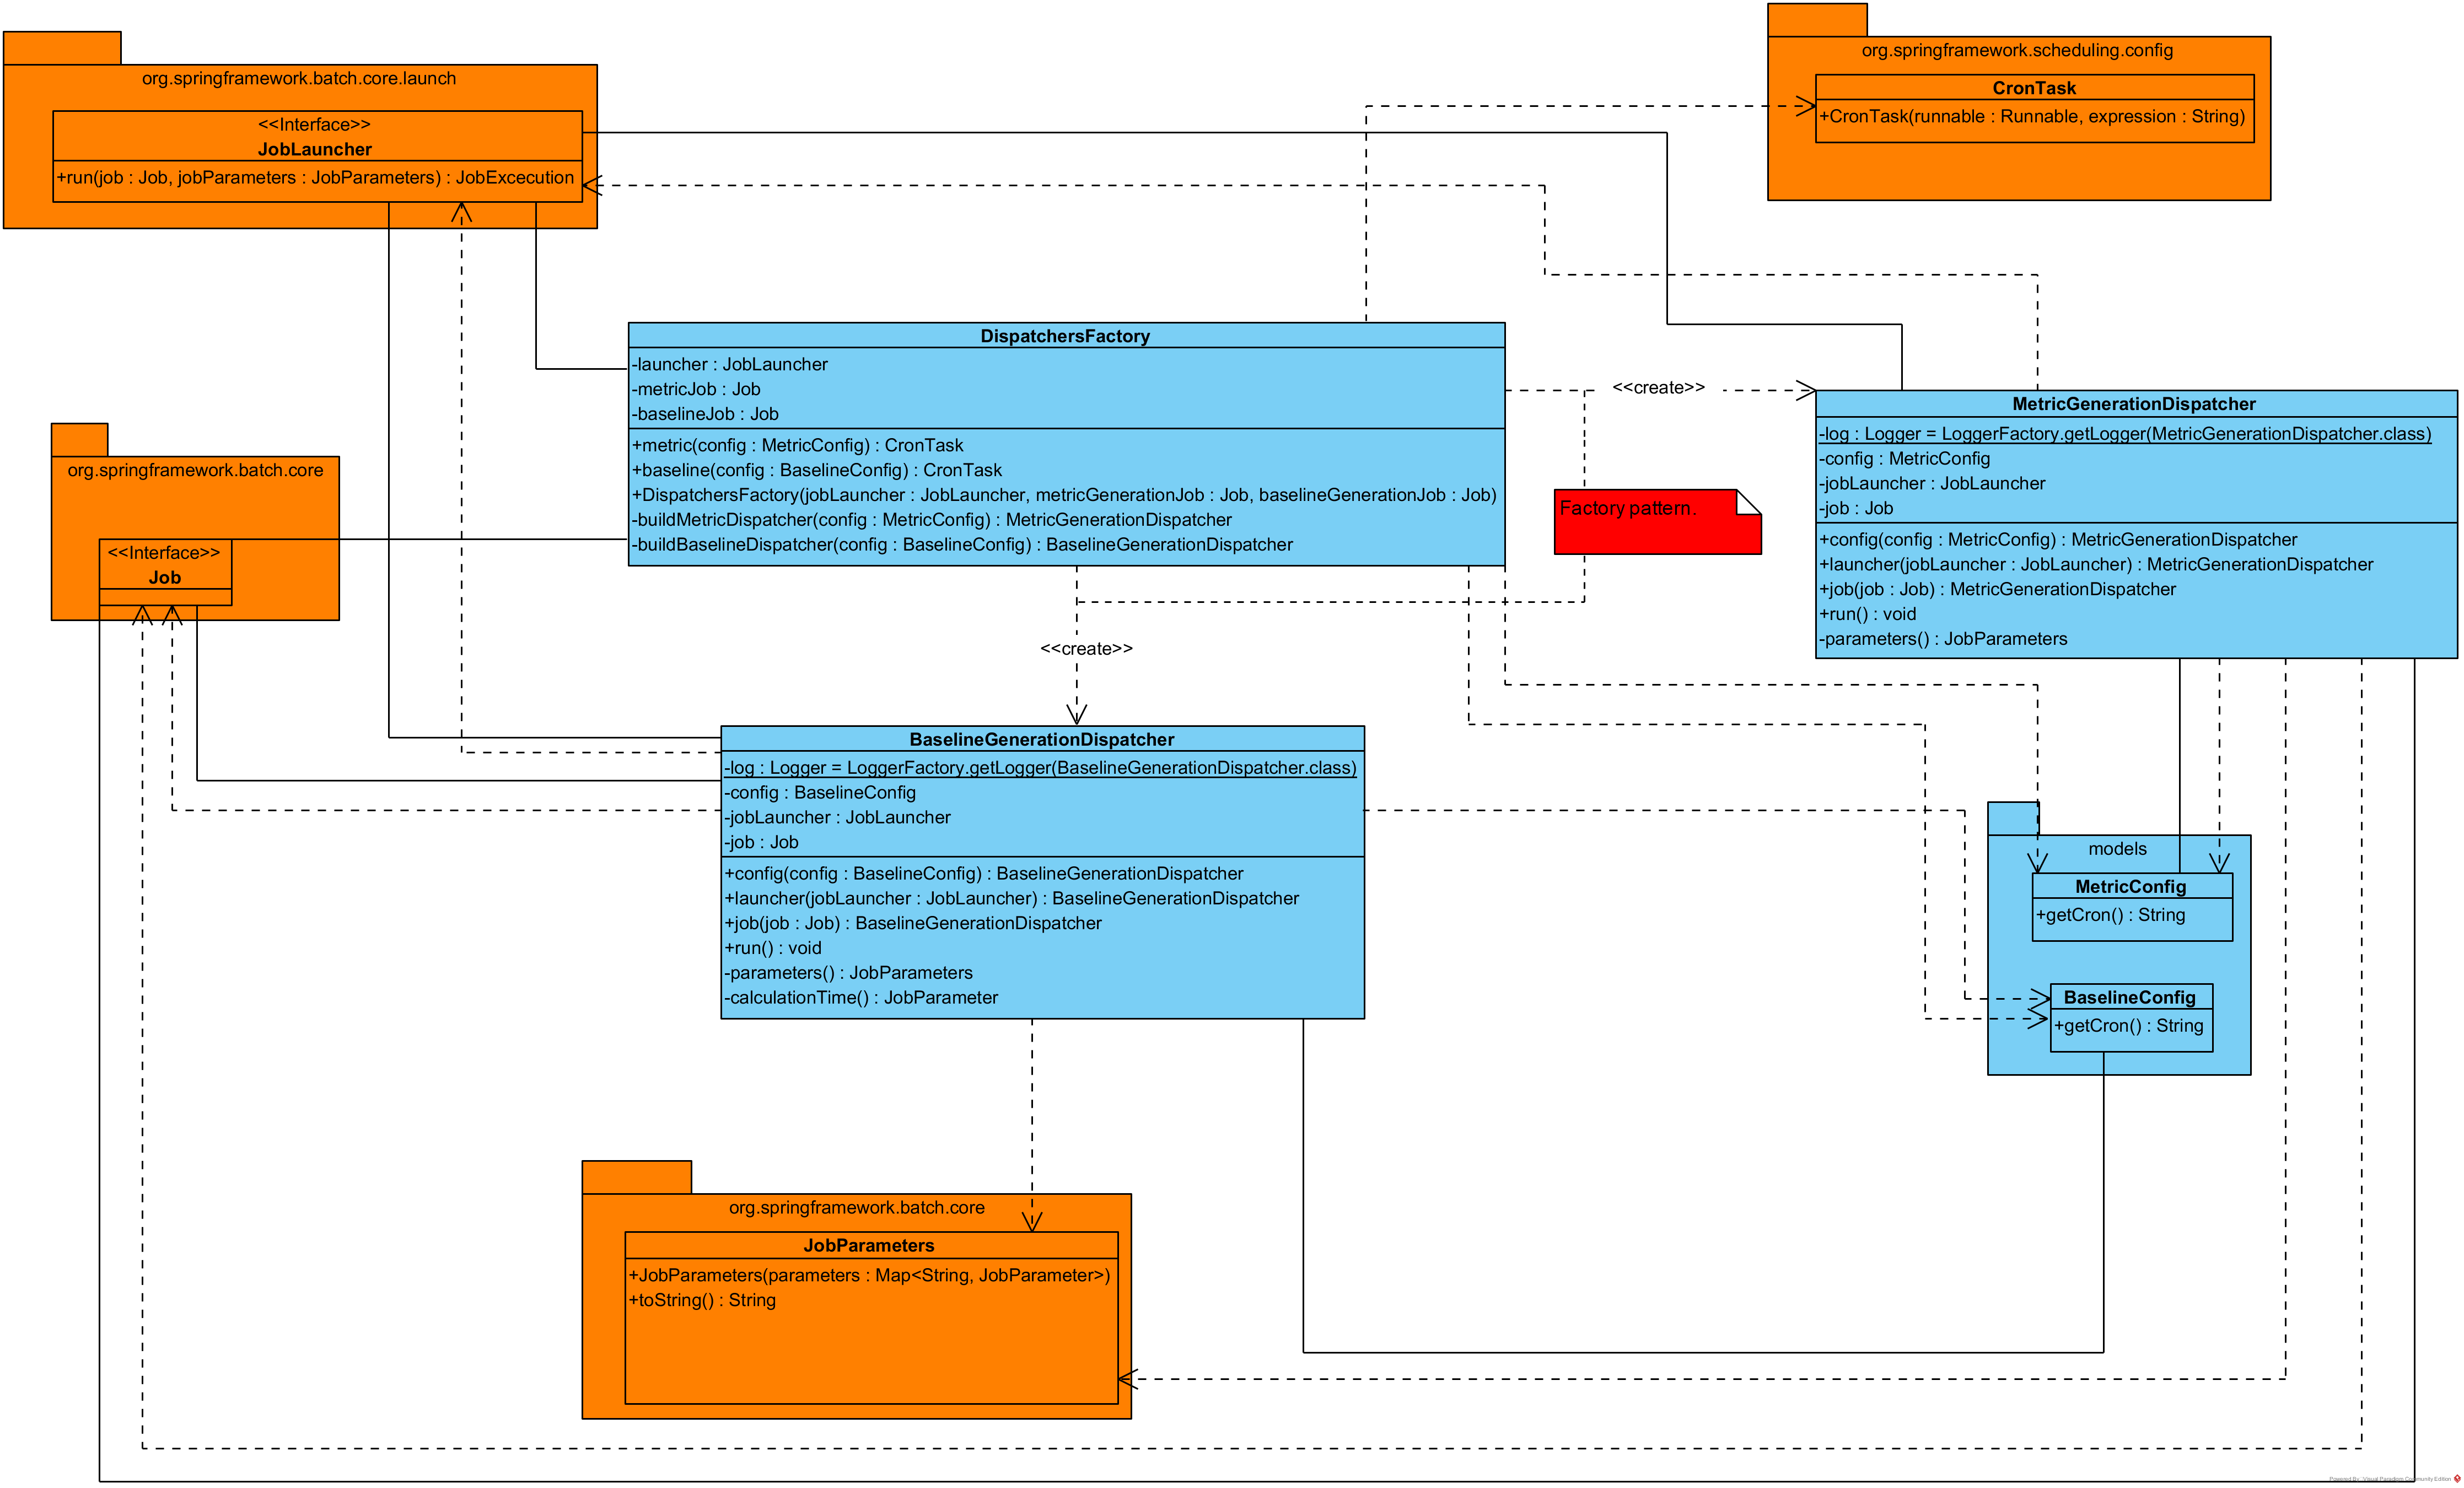 org.springframework.batch.core.launch
<<Interface>>
JobLauncher
+run(job : Job, jobParameters : JobParameters) : JobExcecution
org.springframework.scheduling.config
CronTask
+CronTask(runnable : Runnable, expression : String)
DispatchersFactory
-launcher : JobLauncher
-metricJob : Job
-baselineJob : Job
+metric(config : MetricConfig) : CronTask
+baseline(config : BaselineConfig) : CronTask
+DispatchersFactory(jobLauncher : JobLauncher, metricGenerationJob : Job, baselineGenerationJob : Job)
-buildMetricDispatcher(config : MetricConfig) : MetricGenerationDispatcher
-buildBaselineDispatcher(config : BaselineConfig) : BaselineGenerationDispatcher
<<create>>
MetricGenerationDispatcher
-log : Logger = LoggerFactory.getLogger(MetricGenerationDispatcher.class)
-config : MetricConfig
-jobLauncher : JobLauncher
-job : Job
+config(config : MetricConfig) : MetricGenerationDispatcher
+launcher(jobLauncher : JobLauncher) : MetricGenerationDispatcher
+job(job : Job) : MetricGenerationDispatcher
+run() : void
-parameters() : JobParameters
org.springframework.batch.core
<<Interface>>
Job
Factory pattern.
<<create>>
BaselineGenerationDispatcher
-log : Logger = LoggerFactory.getLogger(BaselineGenerationDispatcher.class)
-config : BaselineConfig
-jobLauncher : JobLauncher
-job : Job
+config(config : BaselineConfig) : BaselineGenerationDispatcher
+launcher(jobLauncher : JobLauncher) : BaselineGenerationDispatcher
+job(job : Job) : BaselineGenerationDispatcher
+run() : void
-parameters() : JobParameters
-calculationTime() : JobParameter
models
MetricConfig
+getCron() : String
BaselineConfig
+getCron() : String
org.springframework.batch.core
JobParameters
+JobParameters(parameters : Map<String, JobParameter>)
+toString() : String
Powered By: Visual Paradigm Community Edition